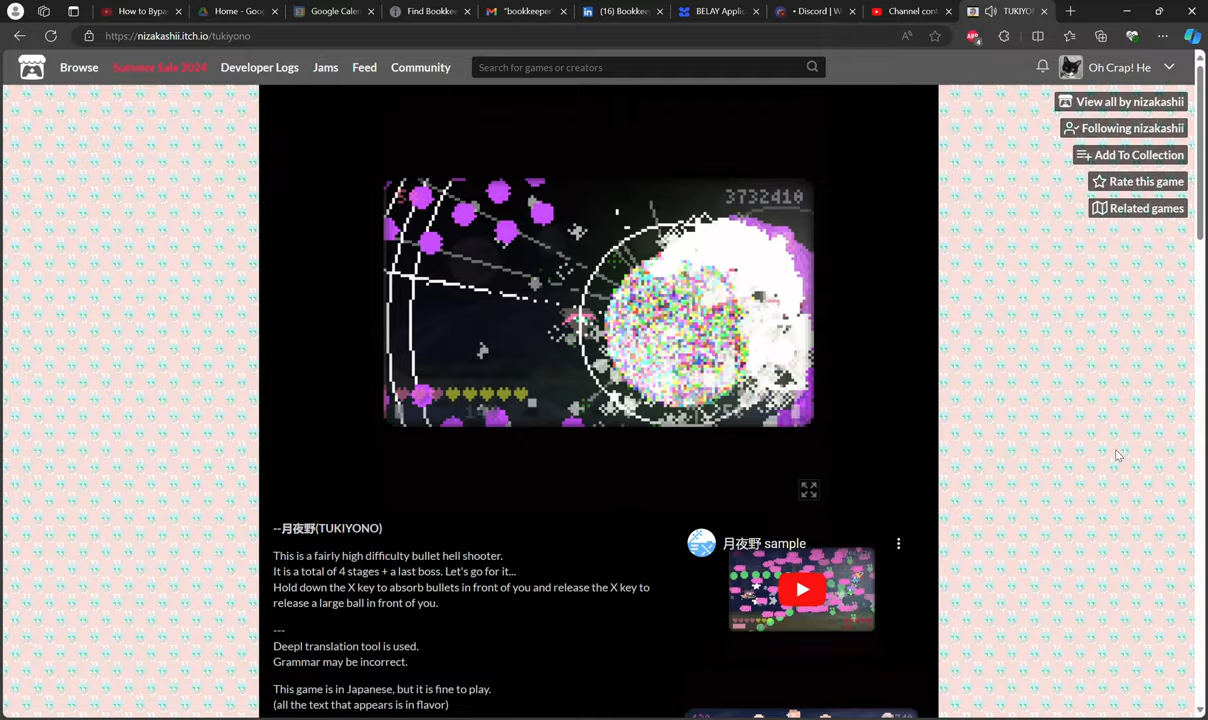 How to Bypa
Home - Goo
Google Cale
Find Bookke
"bookkeeper"
(16) Bookkee
BELAY Applic
• Discord | W
Channel cont
TUKIYO
https://nizakashii.itch.io/tukiyono
4
Browse
Summer Sale 2024
Developer Logs
Jams
Feed
Community
Search for games or creators
Oh Crap! He
View all by nizakashii
Following nizakashii
Add To Collection
Rate this game
Related games
3732410
--月夜野(TUKIYONO)
This is a fairly high difficulty bullet hell shooter.
It is a total of 4 stages + a last boss. Let's go for it...
Hold down the X key to absorb bullets in front of you and release the X key to
release a large ball in front of you.
---
Deepl translation tool is used.
Grammar may be incorrect.
This game is in Japanese, but it is fine to play.
(all the text that appears is in flavor)
月夜野 sample